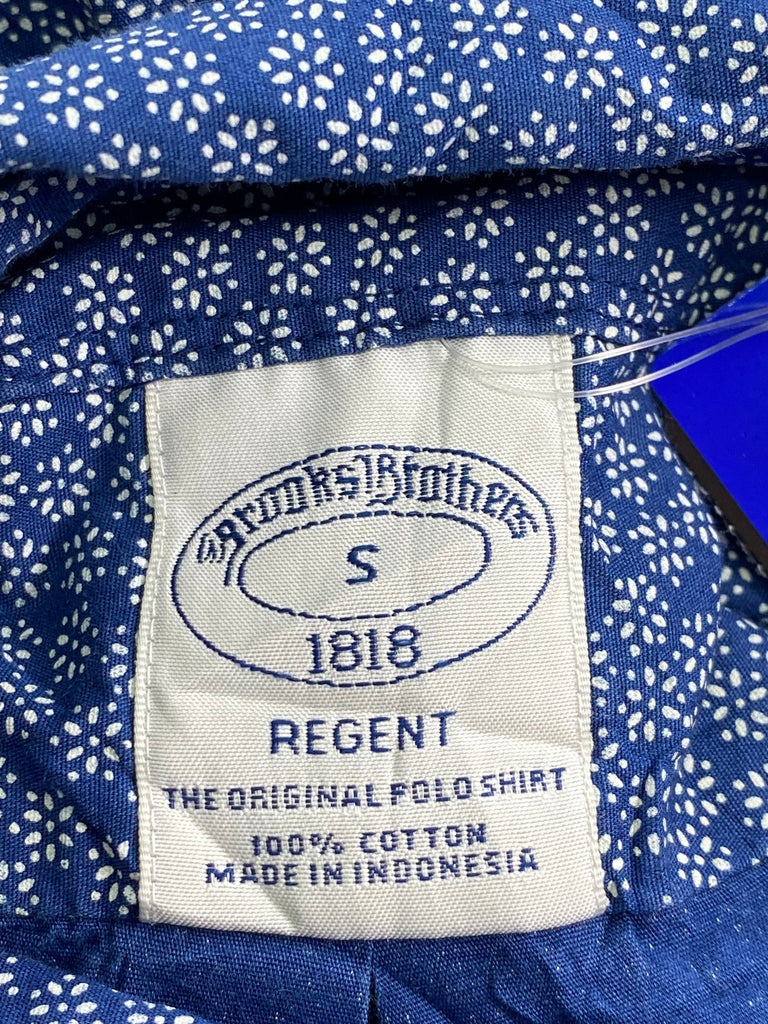 Brooks Brothers
S
1818
REGENT
THE ORIGINAL POLO SHIRT
100% COTTON
MADE IN INDONESIA